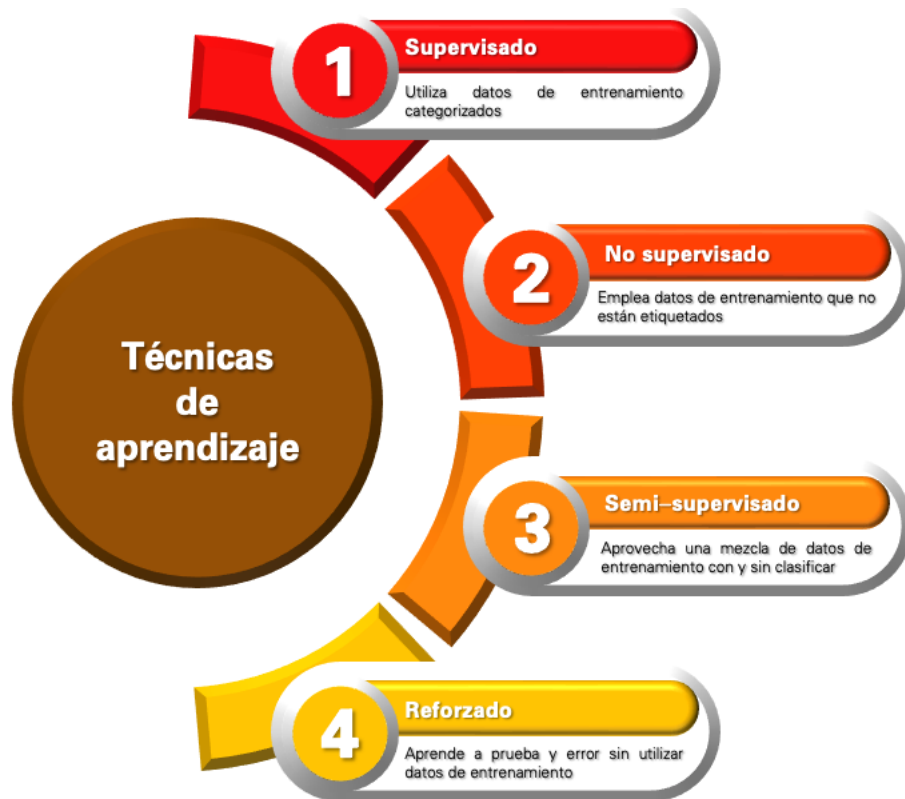 1
Supervisado
Utiliza datos de entrenamiento
categorizados
2
No supervisado
Emplea datos de entrenamiento que no
están etiquetados
Técnicas
de
aprendizaje
3
Semi-supervisado
Aprovecha una mezcla de datos de
entrenamiento con y sin clasificar
4
Reforzado
Aprende a prueba y error sin utilizar
datos de entrenamiento